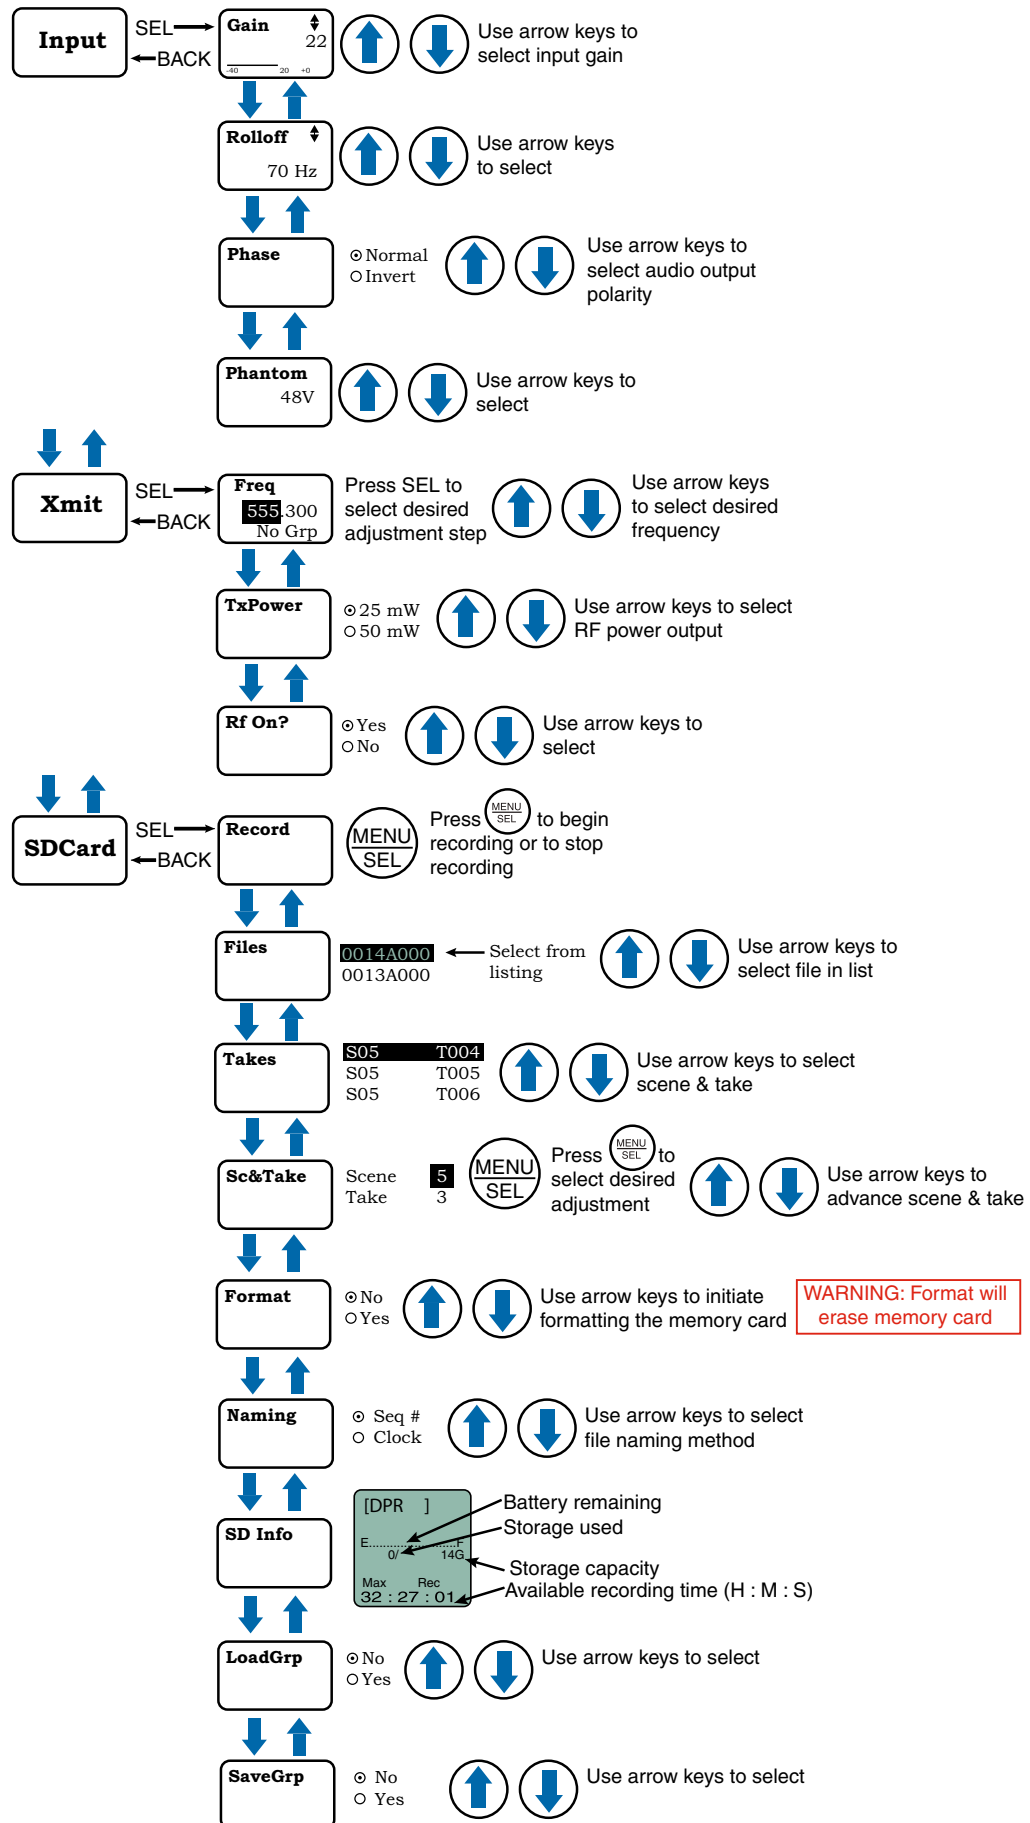 Input
SEL
BACK
Gain
22
-40 20 +0
Use arrow keys to
select input gain
Rolloff
70 Hz
Use arrow keys
to select
Phase
Normal
Invert
Use arrow keys to
select audio output
polarity
Phantom
48V
Use arrow keys to
select
Xmit
SEL
BACK
Freq
555.300
No Grp
Press SEL to
select desired
adjustment step
Use arrow keys
to select desired
frequency
TxPower
25 mW
50 mW
Use arrow keys to select
RF power output
Rf On?
Yes
No
Use arrow keys to
select
SDCard
SEL
BACK
Record
MENU
SEL
Press MENU SEL to begin
recording or to stop
recording
Files
0014A000
0013A000
Select from
listing
Use arrow keys to
select file in list
Takes
S05 T004
S05 T005
S05 T006
Use arrow keys to select
scene & take
Sc&Take
Scene 5
Take 3
MENU
SEL
Press MENU SEL to
select desired
adjustment
Use arrow keys to
advance scene & take
Format
No
Yes
Use arrow keys to initiate
formatting the memory card
WARNING: Format will
erase memory card
Naming
Seq #
Clock
Use arrow keys to select
file naming method
SD Info
[DPR ]
E.......................F
0/ 14G
Max Rec
32 : 27 : 01
Battery remaining
Storage used
Storage capacity
Available recording time (H : M : S)
LoadGrp
No
Yes
Use arrow keys to select
SaveGrp
No
Yes
Use arrow keys to select